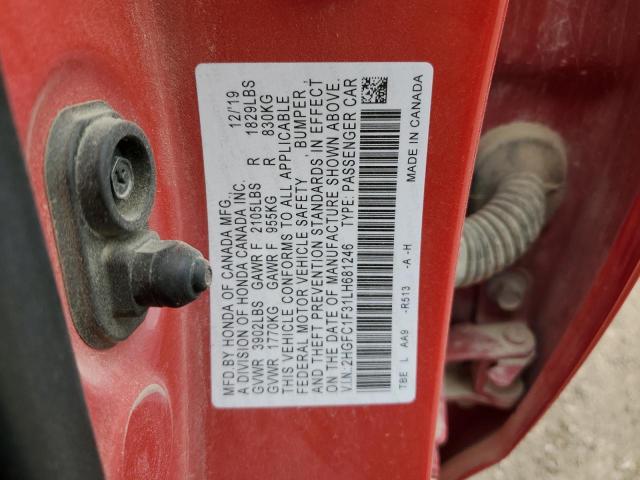 MFD.BY HONDA OF CANADA MFG. 12/19
A DIVISION OF HONDA CANADA INC.
GVWR 3902LBS GAWR F 2105LBS R 1829LBS
GVWR 1770KG GAWR F 955KG R 830KG
THIS VEHICLE CONFORMS TO ALL APPLICABLE
FEDERAL MOTOR VEHICLE SAFETY, BUMPER,
AND THEFT PREVENTION STANDARDS IN EFFECT
ON THE DATE OF MANUFACTURE SHOWN ABOVE.
V.I.N:2HGFC1F31LH681246 TYPE:PASSENGER CAR
TBE L AA9 -R513 -A -H
MADE IN CANADA